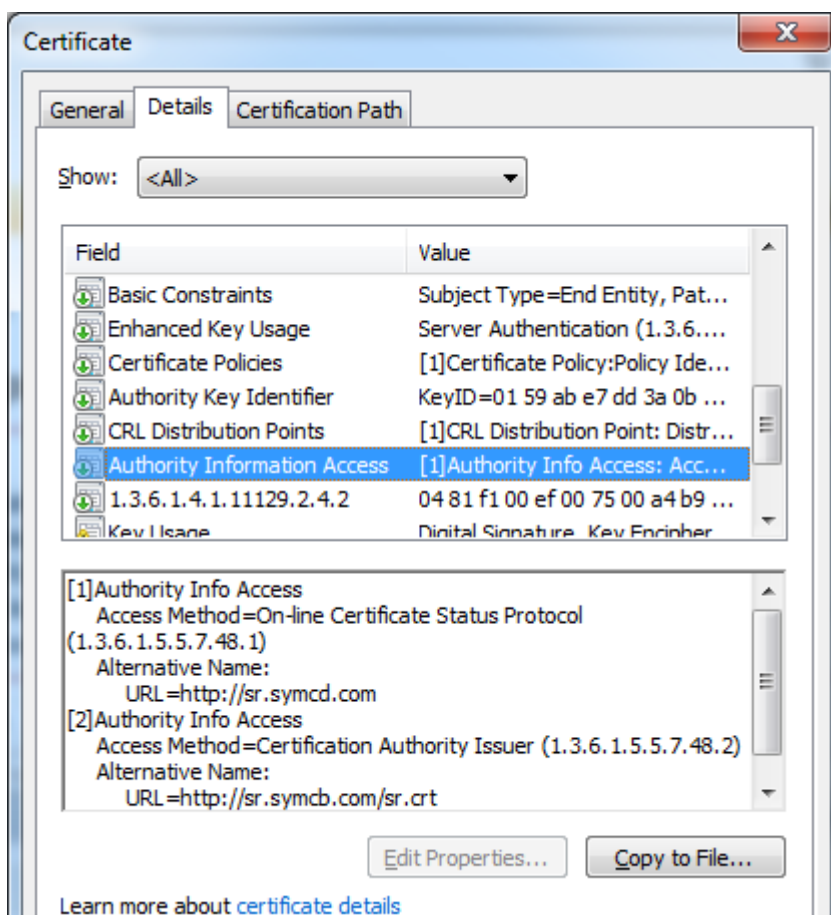 Certificate
General Details Certification Path
Show: <All>
Field Value
Basic Constraints Subject Type=End Entity, Pat...
Enhanced Key Usage Server Authentication (1.3.6....
Certificate Policies [1]Certificate Policy:Policy Ide...
Authority Key Identifier KeyID=01 59 ab e7 dd 3a 0b ...
CRL Distribution Points [1]CRL Distribution Point: Distr...
Authority Information Access [1]Authority Info Access: Acc...
1.3.6.1.4.1.11129.2.4.2 04 81 f1 00 ef 00 75 00 a4 b9 ...
Key Usage Digital Signature, Key Encipher
[1]Authority Info Access
Access Method=On-line Certificate Status Protocol
(1.3.6.1.5.5.7.48.1)
Alternative Name:
URL=http://sr.symcd.com
[2]Authority Info Access
Access Method=Certification Authority Issuer (1.3.6.1.5.5.7.48.2)
Alternative Name:
URL=http://sr.symcb.com/sr.crt
Edit Properties... Copy to File...
Learn more about certificate details